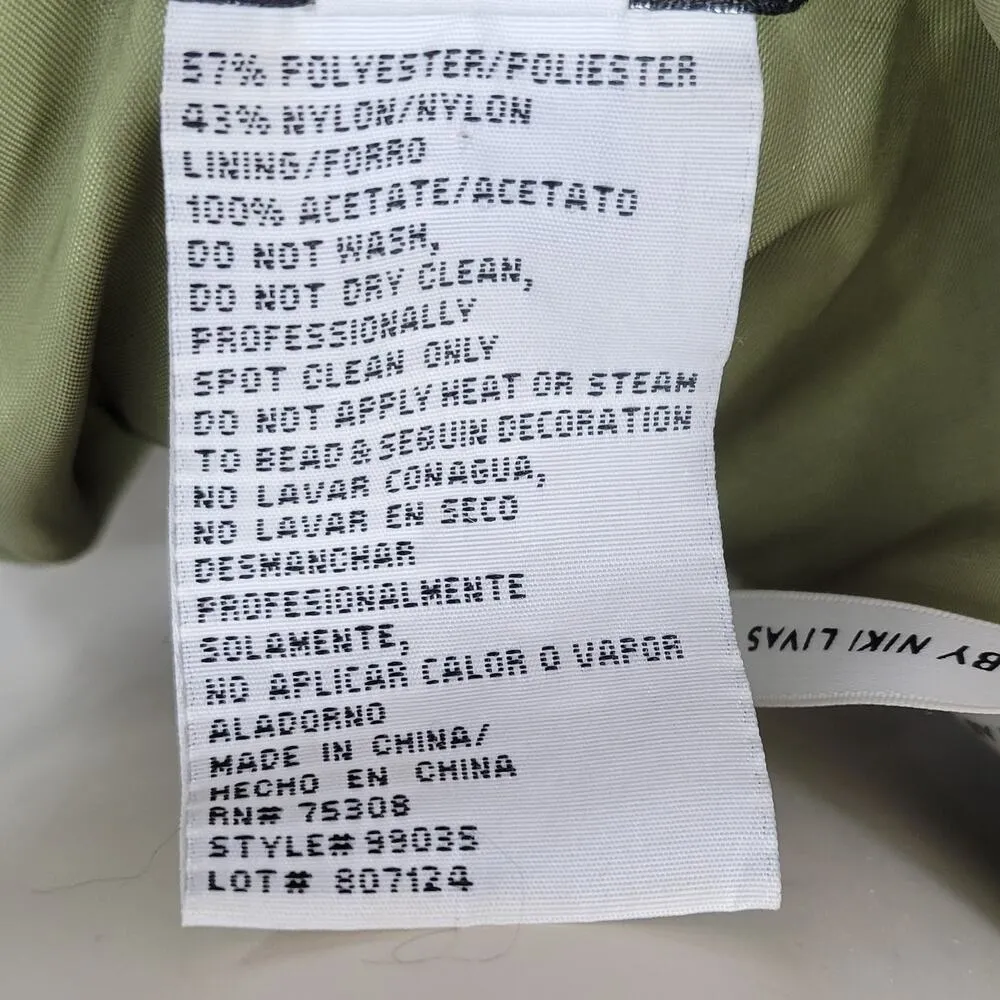 57% POLYESTER/POLIESTER
43% NYLON/NYLON
LINING/FORRO
100% ACETATE/ACETATO
DO NOT WASH,
DO NOT DRY CLEAN,
PROFESSIONALLY
SPOT CLEAN ONLY
DO NOT APPLY HEAT OR STEAM
TO BEAD&SEQUIN DECORATION
NO LAVAR CONAGUA,
NO LAVAR EN SECO
DESMANCHAR
PROFESIONALMENTE
SOLAMENTE,
NO APLICAR CALOR O VAPOR
ALADORNO
MADE IN CHINA/
HECHO EN CHINA
RN# 75308
STYLE# 99035
LOT# 807124
BY NIKI LIVAS